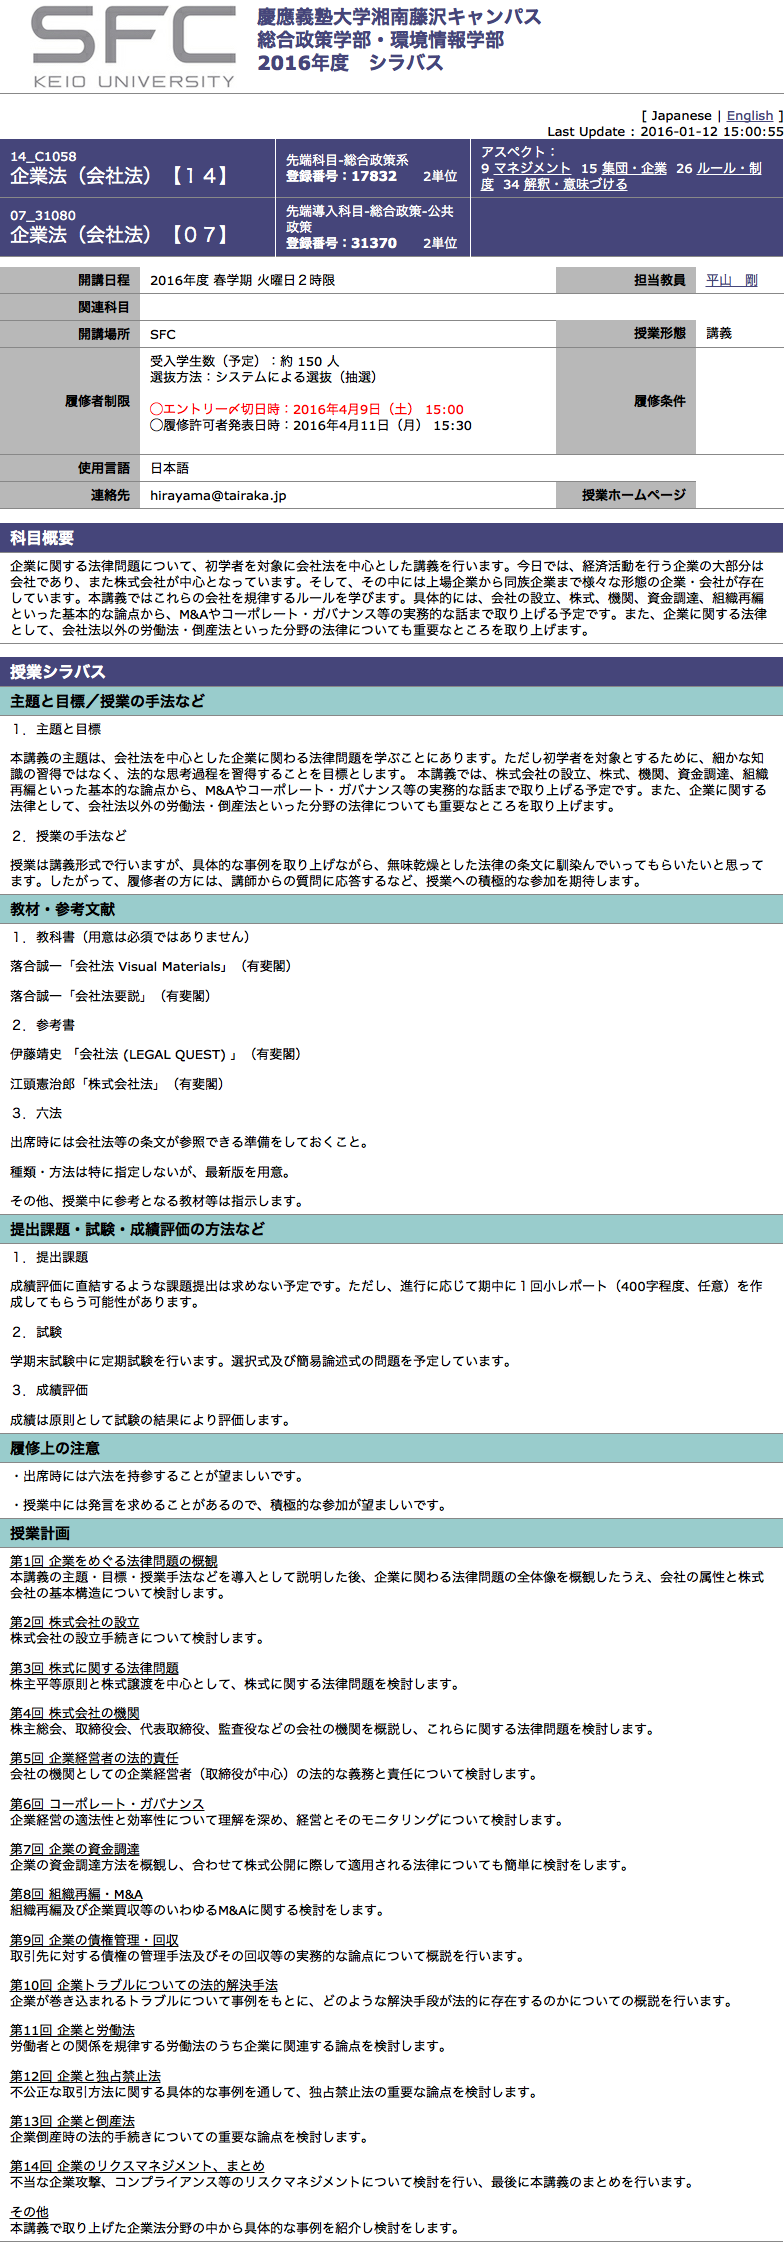 SFC
KEIO UNIVERSITY
慶應義塾大学湘南藤沢キャンパス
総合政策学部・環境情報学部
2016年度　シラバス
[ Japanese | English ]
Last Update : 2016-01-12 15:00:55
14_C1058
企業法（会社法）【１４】
先端科目-総合政策系
登録番号：17832　　2単位
アスペクト：
9 マネジメント　15 集団・企業　26 ルール・制
度　34 解釈・意味づける
07_31080
企業法（会社法）【０７】
先端導入科目-総合政策-公共
政策
登録番号：31370　　2単位
開講日程　2016年度 春学期 火曜日２時限　担当教員　平山　剛
関連科目
開講場所　SFC　授業形態　講義
履修者制限
受入学生数（予定）：約 150 人
選抜方法：システムによる選抜（抽選）
◯エントリー〆切日時：2016年4月9日（土） 15:00
◯履修許可者発表日時：2016年4月11日（月） 15:30
履修条件
使用言語　日本語
連絡先　hirayama@tairaka.jp　授業ホームページ
科目概要
企業に関する法律問題について、初学者を対象に会社法を中心とした講義を行います。今日では、経済活動を行う企業の大部分は
会社であり、また株式会社が中心となっています。そして、その中には上場企業から同族企業まで様々な形態の企業・会社が存在
しています。本講義ではこれらの会社を規律するルールを学びます。具体的には、会社の設立、株式、機関、資金調達、組織再編
といった基本的な論点から、M&Aやコーポレート・ガバナンス等の実務的な話まで取り上げる予定です。また、企業に関する法律
として、会社法以外の労働法・倒産法といった分野の法律についても重要なところを取り上げます。
授業シラバス
主題と目標／授業の手法など
１．主題と目標
本講義の主題は、会社法を中心とした企業に関わる法律問題を学ぶことにあります。ただし初学者を対象とするために、細かな知
識の習得ではなく、法的な思考過程を習得することを目標とします。 本講義では、株式会社の設立、株式、機関、資金調達、組織
再編といった基本的な論点から、M&Aやコーポレート・ガバナンス等の実務的な話まで取り上げる予定です。また、企業に関する
法律として、会社法以外の労働法・倒産法といった分野の法律についても重要なところを取り上げます。
２．授業の手法など
授業は講義形式で行いますが、具体的な事例を取り上げながら、無味乾燥とした法律の条文に馴染んでいってもらいたいと思って
ます。したがって、履修者の方には、講師からの質問に応答するなど、授業への積極的な参加を期待します。
教材・参考文献
１．教科書（用意は必須ではありません）
落合誠一「会社法 Visual Materials」（有斐閣）
落合誠一「会社法要説」（有斐閣）
２．参考書
伊藤靖史 「会社法 (LEGAL QUEST) 」（有斐閣）
江頭憲治郎「株式会社法」（有斐閣）
３．六法
出席時には会社法等の条文が参照できる準備をしておくこと。
種類・方法は特に指定しないが、最新版を用意。
その他、授業中に参考となる教材等は指示します。
提出課題・試験・成績評価の方法など
１．提出課題
成績評価に直結するような課題提出は求めない予定です。ただし、進行に応じて期中に１回小レポート（400字程度、任意）を作
成してもらう可能性があります。
２．試験
学期末試験中に定期試験を行います。選択式及び簡易論述式の問題を予定しています。
３．成績評価
成績は原則として試験の結果により評価します。
履修上の注意
・出席時には六法を持参することが望ましいです。
・授業中には発言を求めることがあるので、積極的な参加が望ましいです。
授業計画
第1回 企業をめぐる法律問題の概観
本講義の主題・目標・授業手法などを導入として説明した後、企業に関わる法律問題の全体像を概観したうえ、会社の属性と株式
会社の基本構造について検討します。
第2回 株式会社の設立
株式会社の設立手続きについて検討します。
第3回 株式に関する法律問題
株主平等原則と株式譲渡を中心として、株式に関する法律問題を検討します。
第4回 株式会社の機関
株主総会、取締役会、代表取締役、監査役などの会社の機関を概説し、これらに関する法律問題を検討します。
第5回 企業経営者の法的責任
会社の機関としての企業経営者（取締役が中心）の法的な義務と責任について検討します。
第6回 コーポレート・ガバナンス
企業経営の適法性と効率性について理解を深め、経営とそのモニタリングについて検討します。
第7回 企業の資金調達
企業の資金調達方法を概観し、合わせて株式公開に際して適用される法律についても簡単に検討をします。
第8回 組織再編・M&A
組織再編及び企業買収等のいわゆるM&Aに関する検討をします。
第9回 企業の債権管理・回収
取引先に対する債権の管理手法及びその回収等の実務的な論点について概説を行います。
第10回 企業トラブルについての法的解決手法
企業が巻き込まれるトラブルについて事例をもとに、どのような解決手段が法的に存在するのかについての概説を行います。
第11回 企業と労働法
労働者との関係を規律する労働法のうち企業に関連する論点を検討します。
第12回 企業と独占禁止法
不公正な取引方法に関する具体的な事例を通して、独占禁止法の重要な論点を検討します。
第13回 企業と倒産法
企業倒産時の法的手続きについての重要な論点を検討します。
第14回 企業のリクスマネジメント、まとめ
不当な企業攻撃、コンプライアンス等のリスクマネジメントについて検討を行い、最後に本講義のまとめを行います。
その他
本講義で取り上げた企業法分野の中から具体的な事例を紹介し検討をします。